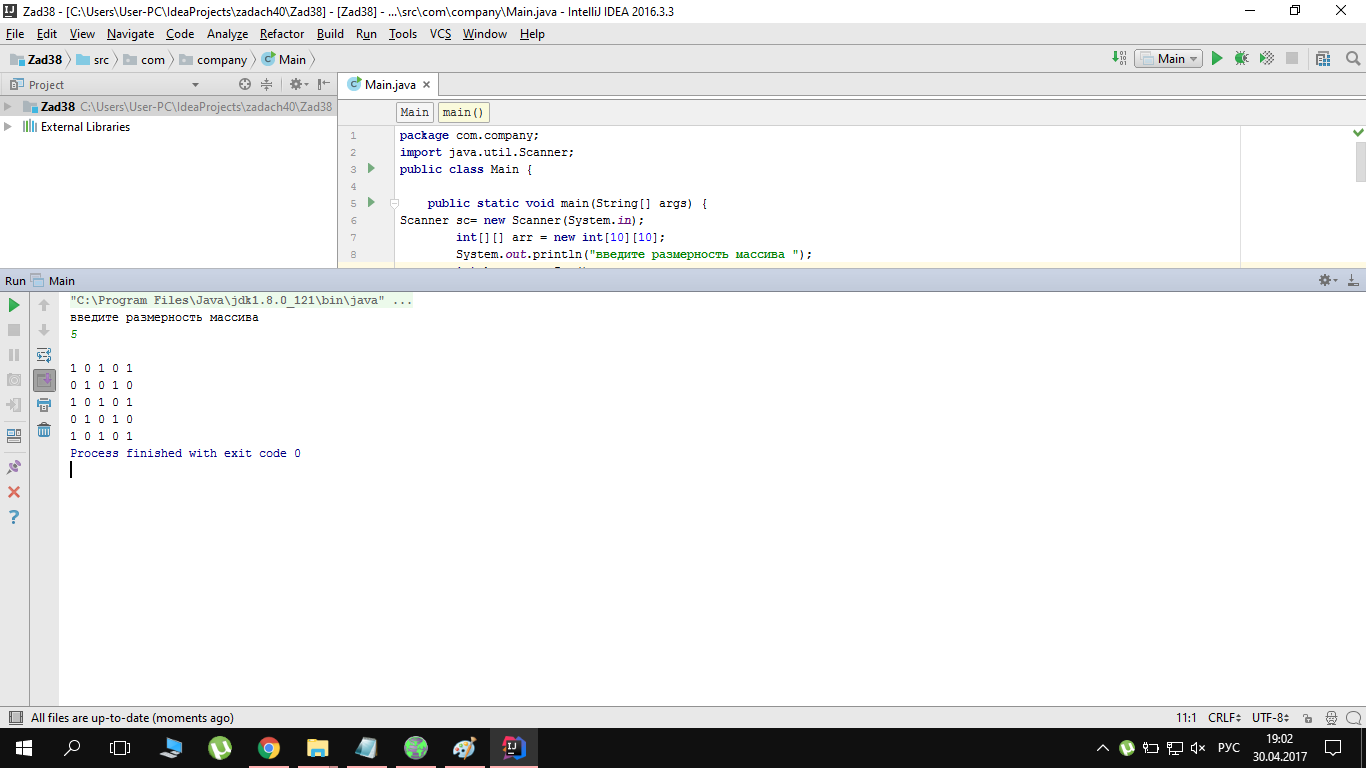 Zad38 - [C:\Users\User-PC\IdeaProjects\zadach40\Zad38] - [Zad38] - ...\src\com\company\Main.java - IntelliJ IDEA 2016.3.3
File Edit View Navigate Code Analyze Refactor Build Run Tools VCS Window Help
Zad38 src com company Main Main
Project Main.java
Zad38 C:\Users\User-PC\IdeaProjects\zadach40\Zad38
External Libraries
Main main()
1 package com.company;
2 import java.util.Scanner;
3 public class Main {
4
5 public static void main(String[] args) {
6 Scanner sc= new Scanner(System.in);
7 int[][] arr = new int[10][10];
8 System.out.println("введите размерность массива ");
Run Main
"C:\Program Files\Java\jdk1.8.0_121\bin\java" ...
введите размерность массива
5
1 0 1 0 1
0 1 0 1 0
1 0 1 0 1
0 1 0 1 0
1 0 1 0 1
Process finished with exit code 0
All files are up-to-date (moments ago) 11:1 CRLF UTF-8
РУС 19:02
30.04.2017